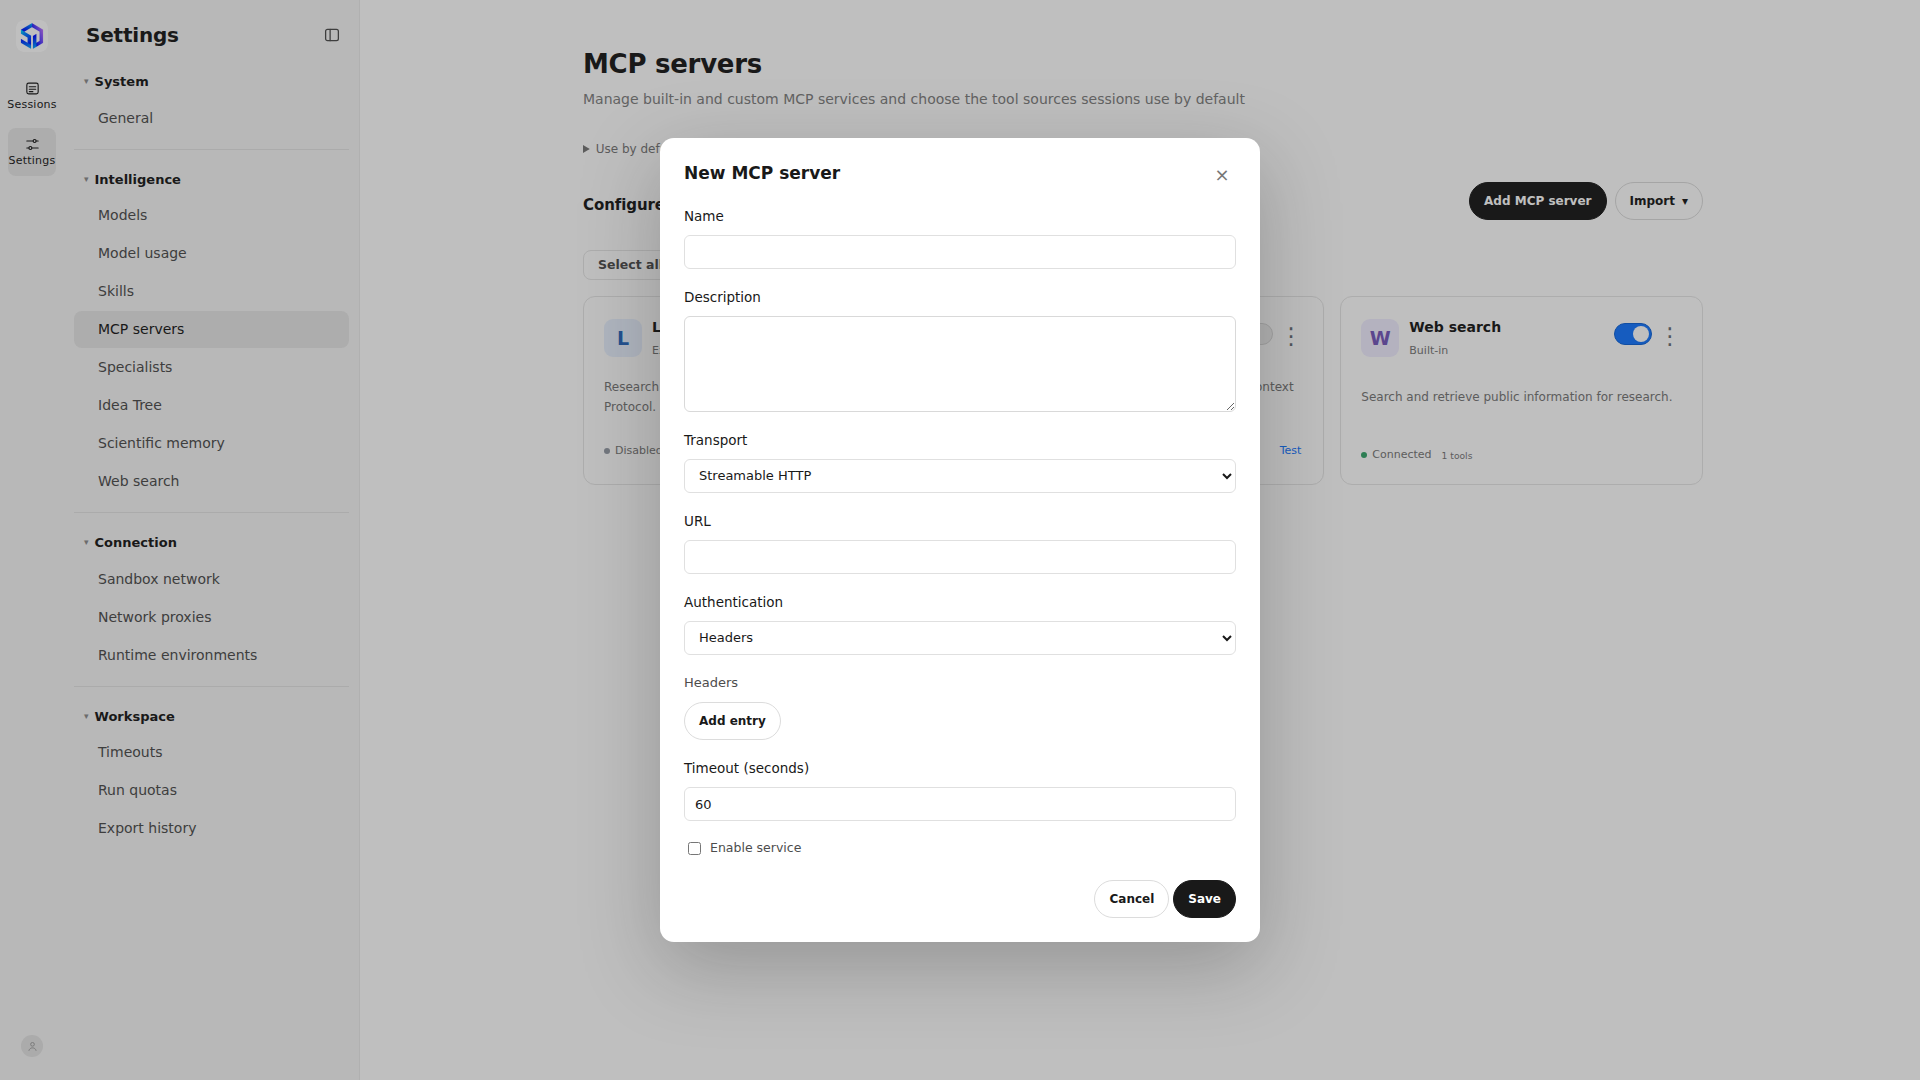 Settings
Sessions
Settings
System
General
Intelligence
Models
Model usage
Skills
MCP servers
Specialists
Idea Tree
Scientific memory
Web search
Connection
Sandbox network
Network proxies
Runtime environments
Workspace
Timeouts
Run quotas
Export history
MCP servers
Manage built-in and custom MCP services and choose the tool sources sessions use by default
Use by
Add MCP server
Import
Select all
L
Research
Protocol.
Disabled
Test
W
Web search
Built-in
Search and retrieve public information for research.
Connected 1 tools
New MCP server
Name
Description
Transport
Streamable HTTP
URL
Authentication
Headers
Headers
Add entry
Timeout (seconds)
60
Enable service
Cancel
Save